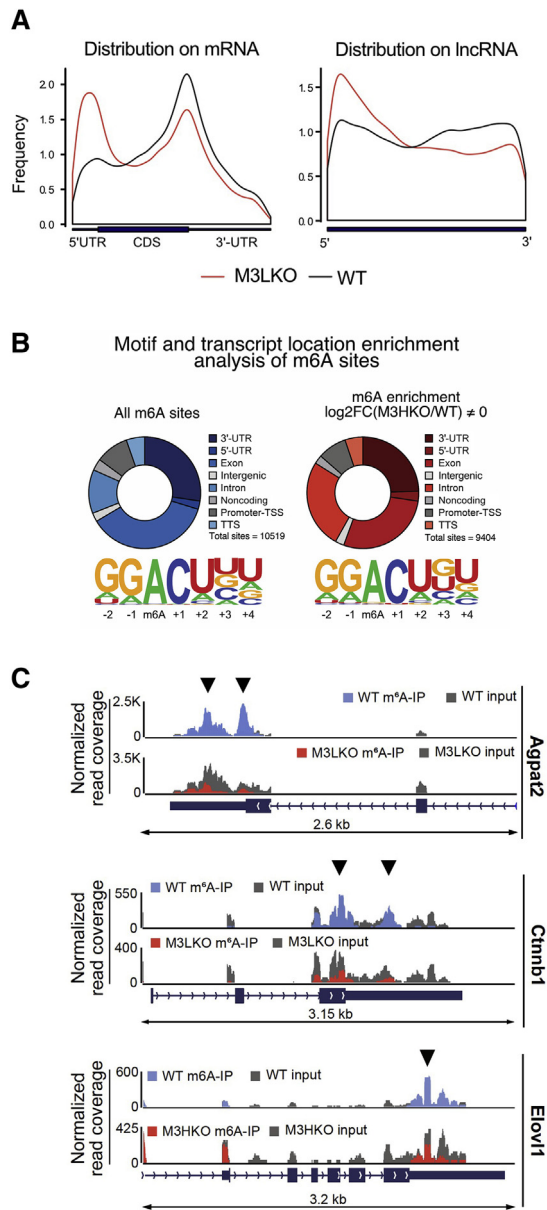 A
Distribution on mRNA
Distribution on lncRNA
Frequency
2.0
1.5
1.0
0.5
0.0
5'UTR
CDS
3'-UTR
1.5
1.0
0.5
0.0
5'
3'
M3LKO
WT
B
Motif and transcript location enrichment
analysis of m6A sites
All m6A sites
3'-UTR
5'-UTR
Exon
Intergenic
Intron
Noncoding
Promoter-TSS
TTS
Total sites = 10519
m6A enrichment
log2FC(M3HKO/WT) ≠ 0
3'-UTR
5'-UTR
Exon
Intergenic
Intron
Noncoding
Promoter-TSS
TTS
Total sites = 9404
GGACU
-2 -1 m6A +1 +2 +3 +4
GGACU
-2 -1 m6A +1 +2 +3 +4
C
Normalized
read coverage
2.5K
0
WT m⁶A-IP
WT input
3.5K
0
M3LKO m⁶A-IP
M3LKO input
2.6 kb
Agpat2
Normalized
read coverage
550
0
WT m⁶A-IP
WT input
400
0
M3LKO m⁶A-IP
M3LKO input
3.15 kb
Ctnnb1
Normalized
read coverage
600
0
WT m6A-IP
WT input
425
0
M3HKO m6A-IP
M3HKO input
3.2 kb
Elovl1